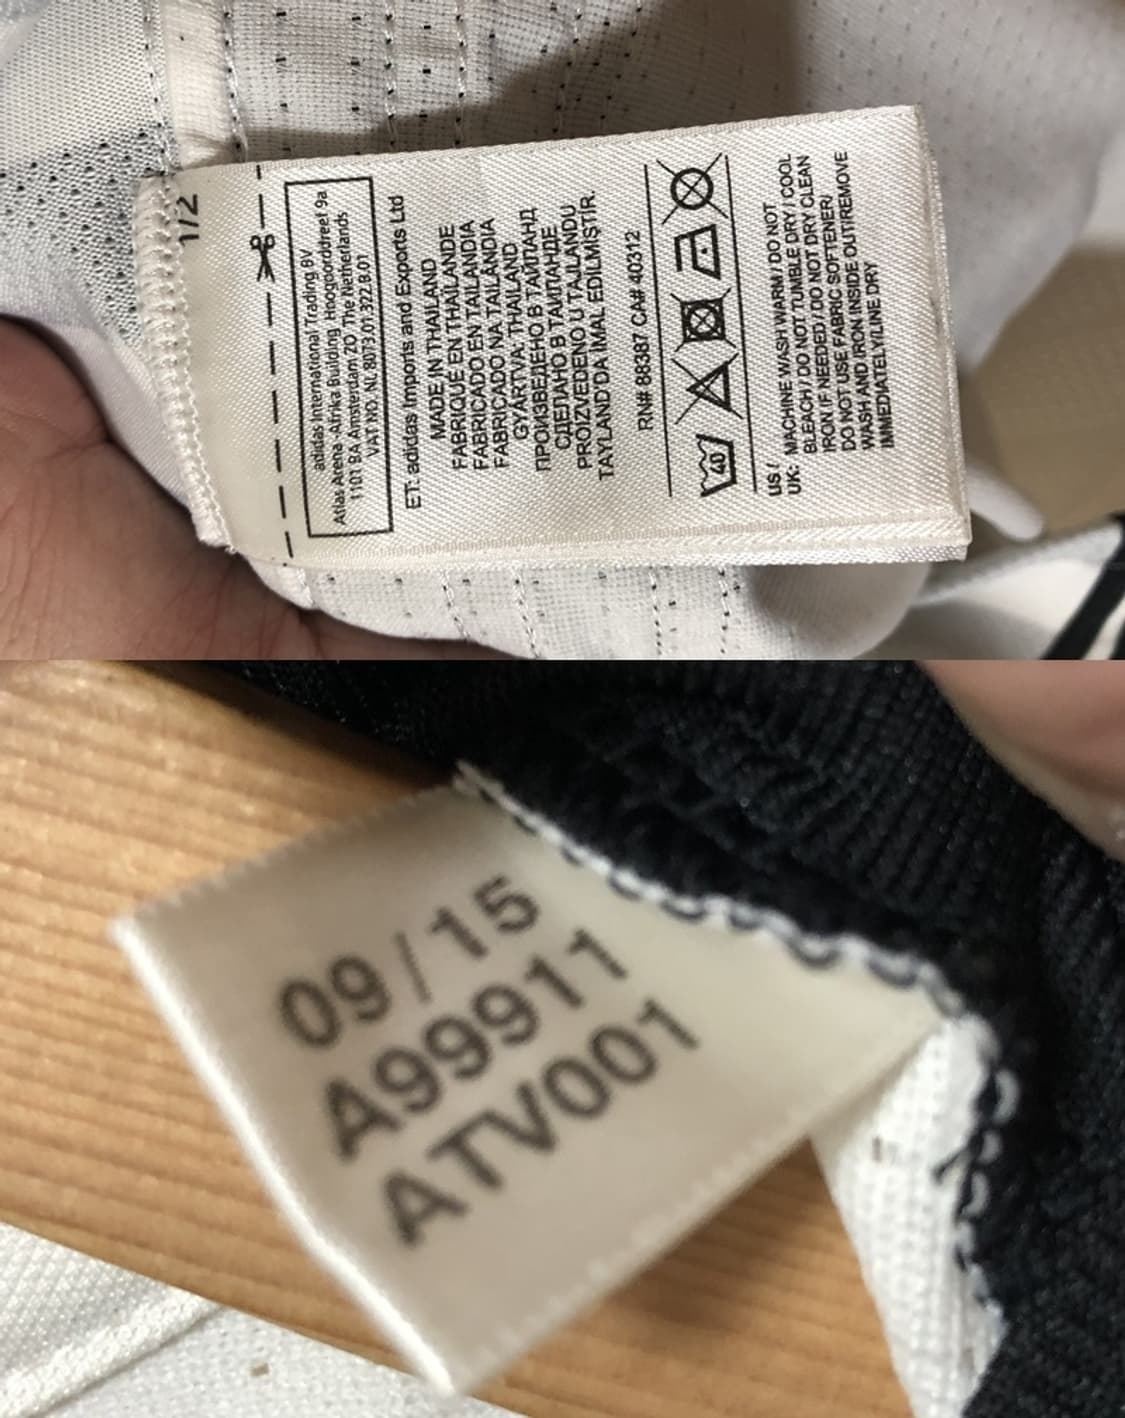 1/2
adidas International Trading BV
Atlas Arena -Afrika Building Hoogoorddreef 9a
1101 BA Amsterdam ZO The Netherlands
VAT NO. NL 8073.01.322.B.01
ET: adidas Imports and Exports Ltd
MADE IN THAILAND
FABRIQUÉ EN THAÏLANDE
FABRICADO EN TAILANDIA
FABRICADO NA TAILÂNDIA
GYÁRTVA.THAILAND
ПРОИЗВЕДЕНО В ТАЙЛАНД
СДЕЛАНО В ТАИЛАНДЕ
PROIZVEDENO U TAJLANDU
TAYLAND'DA İMAL EDİLMİŞTİR.
RN# 88387 CA# 40312
40
US / UK: MACHINE WASH WARM / DO NOT
BLEACH / DO NOT TUMBLE DRY / COOL
IRON IF NEEDED / DO NOT DRY CLEAN
DO NOT USE FABRIC SOFTENER/
WASH AND IRON INSIDE OUT/REMOVE
IMMEDIATELY/LINE DRY
09/15
A99911
ATV001